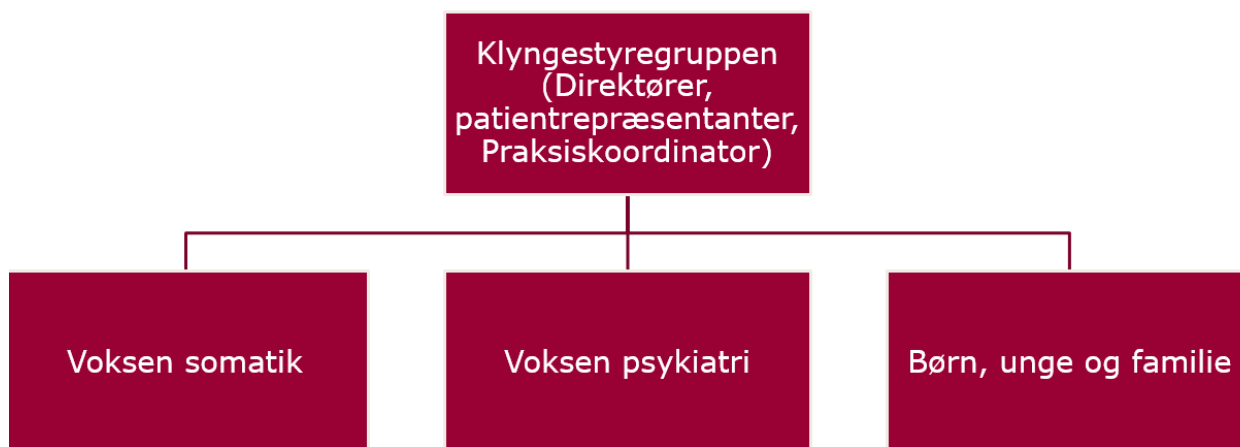 Klyngestyregruppen
(Direktører,
patientrepræsentanter,
Praksiskoordinator)
Voksen somatik
Voksen psykiatri
Børn, unge og familie